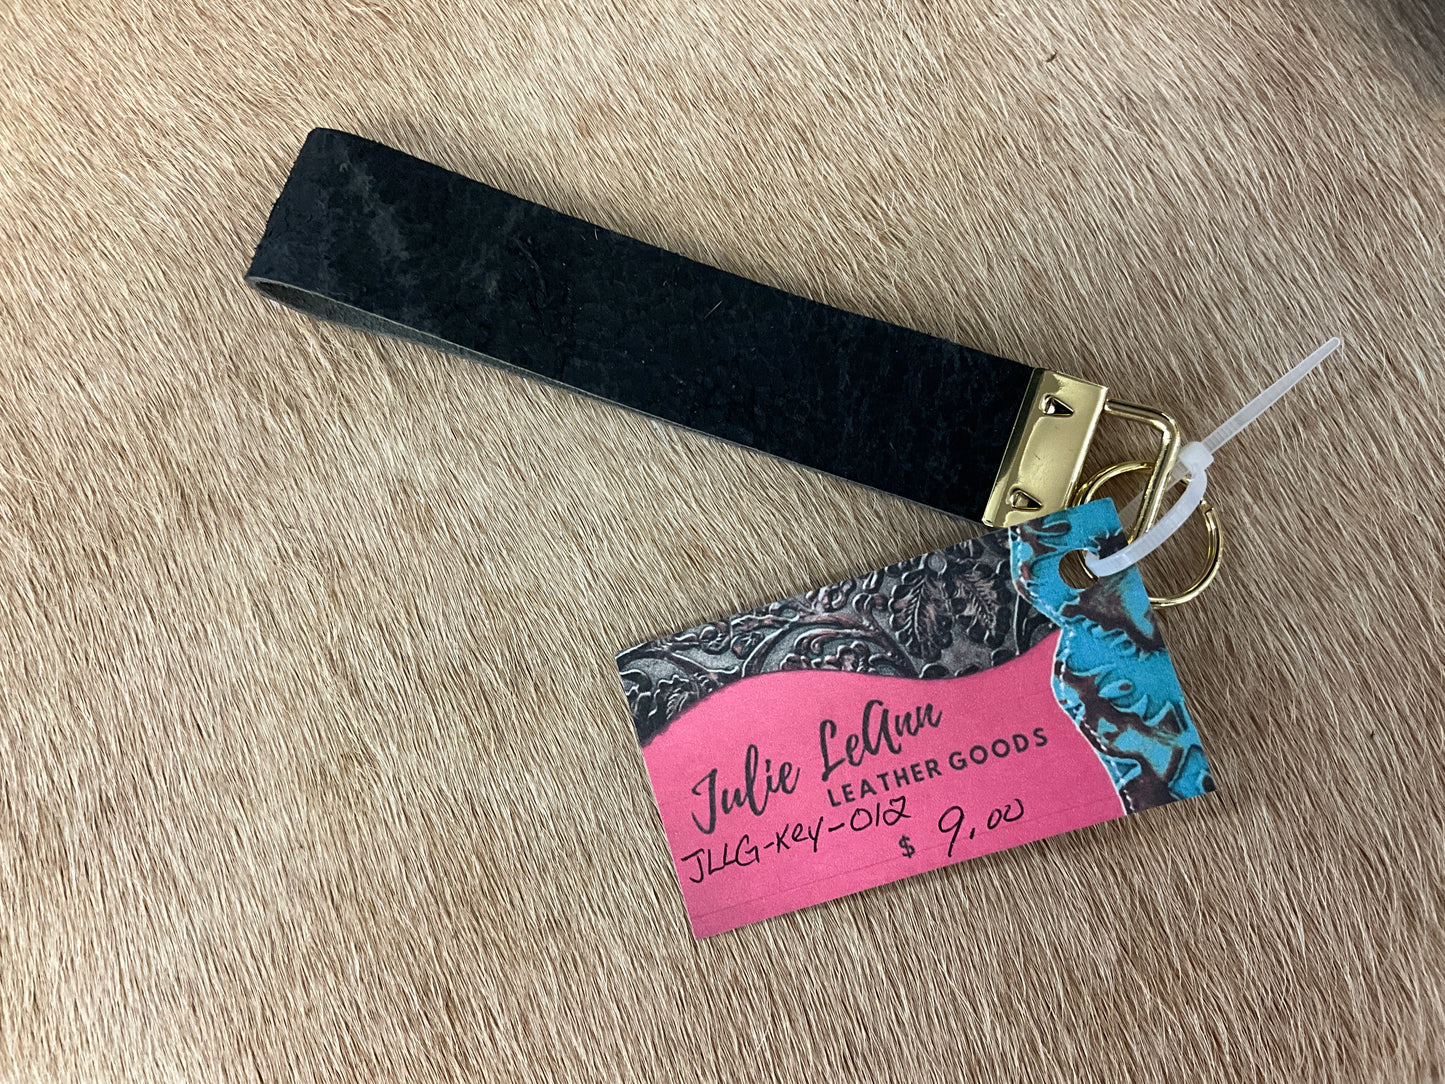 Julie LeAnn
LEATHER GOODS
JLLG-Key-012
$ 9.00